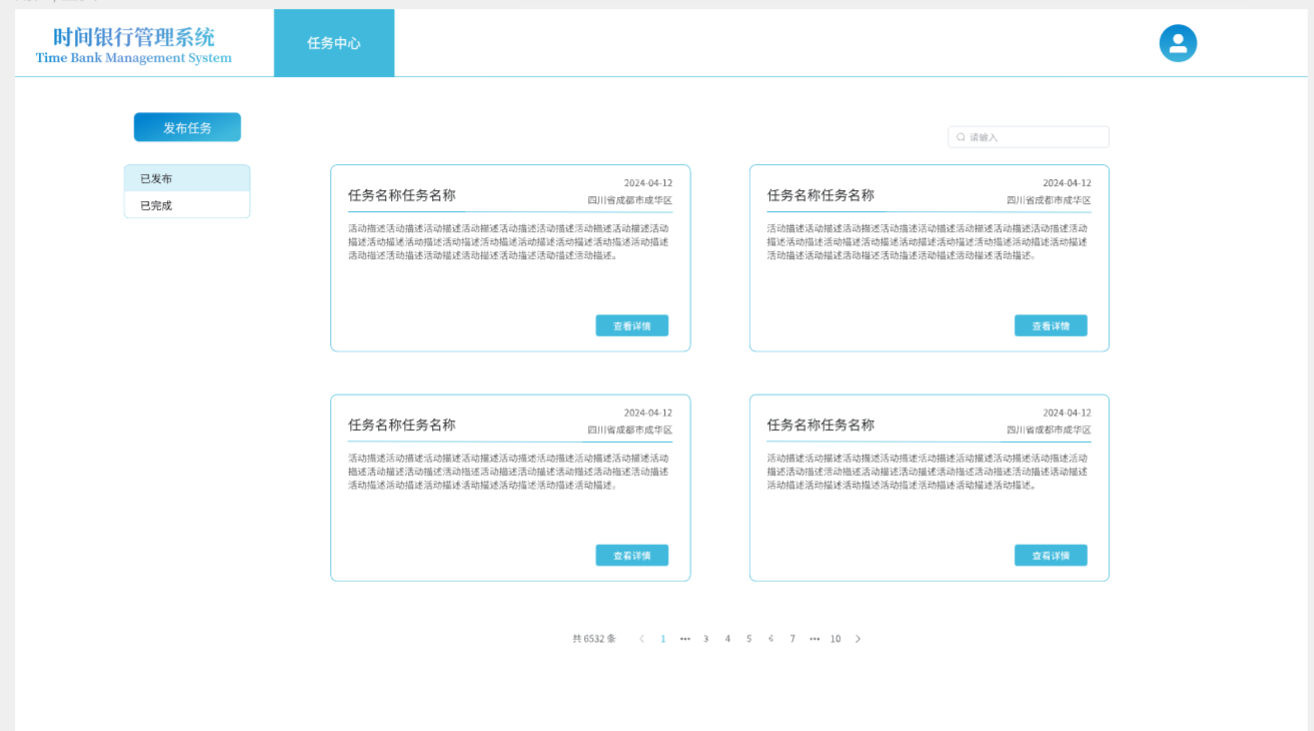 时间银行管理系统
Time Bank Management System
任务中心
发布任务
请输入
已发布
已完成
任务名称任务名称
2024-04-12
四川省成都市成华区
活动描述活动描述活动描述活动描述活动描述活动描述活动描述活动描述活动
描述活动描述活动描述活动描述活动描述活动描述活动描述活动描述活动描述
活动描述活动描述活动描述活动描述活动描述活动描述活动描述。
查看详情
任务名称任务名称
2024-04-12
四川省成都市成华区
活动描述活动描述活动描述活动描述活动描述活动描述活动描述活动描述活动
描述活动描述活动描述活动描述活动描述活动描述活动描述活动描述活动描述
活动描述活动描述活动描述活动描述活动描述活动描述活动描述。
查看详情
任务名称任务名称
2024-04-12
四川省成都市成华区
活动描述活动描述活动描述活动描述活动描述活动描述活动描述活动描述活动
描述活动描述活动描述活动描述活动描述活动描述活动描述活动描述活动描述
活动描述活动描述活动描述活动描述活动描述活动描述活动描述。
查看详情
任务名称任务名称
2024-04-12
四川省成都市成华区
活动描述活动描述活动描述活动描述活动描述活动描述活动描述活动描述活动
描述活动描述活动描述活动描述活动描述活动描述活动描述活动描述活动描述
活动描述活动描述活动描述活动描述活动描述活动描述活动描述。
查看详情
共 6532 条 < 1 ••• 3 4 5 6 7 ••• 10 >